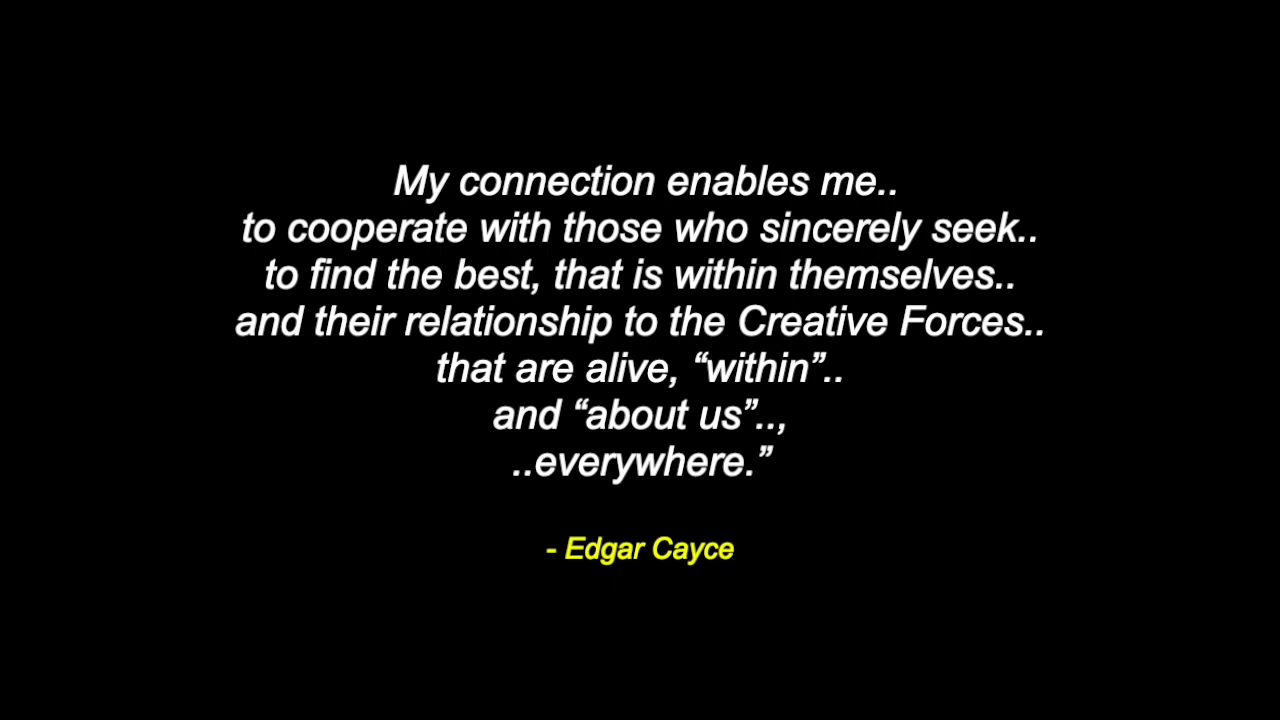 My connection enables me..
to cooperate with those who sincerely seek..
to find the best, that is within themselves..
and their relationship to the Creative Forces..
that are alive, “within”..
and “about us”..,
..everywhere.”
- Edgar Cayce